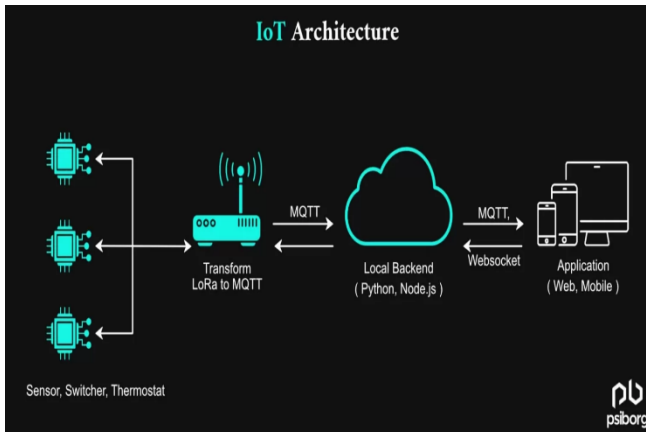 IoT Architecture
MQTT
MQTT,
Websocket
Transform
LoRa to MQTT
Local Backend
( Python, Node.js )
Application
( Web, Mobile )
Sensor, Switcher, Thermostat
pb
psiborg